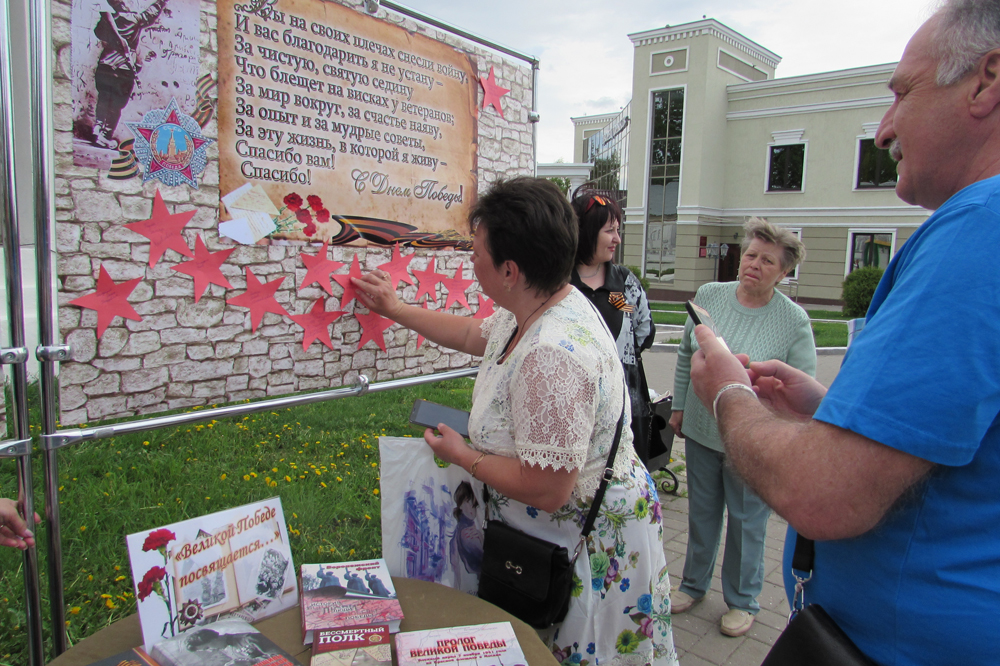 Вы на своих плечах снесли войну,
И вас благодарить я не устану –
За чистую, святую седину
Что блещет на висках у ветеранов;
За мир вокруг, за счастье наяву,
За опыт и за мудрые советы,
За эту жизнь, в которой я живу –
Спасибо вам!
Спасибо!
С Днем Победы!
«Великой Победе
посвящается...»
БЕССМЕРТНЫЙ
ПОЛК
ПРОЛОГ
ВЕЛИКОЙ ПОБЕДЫ